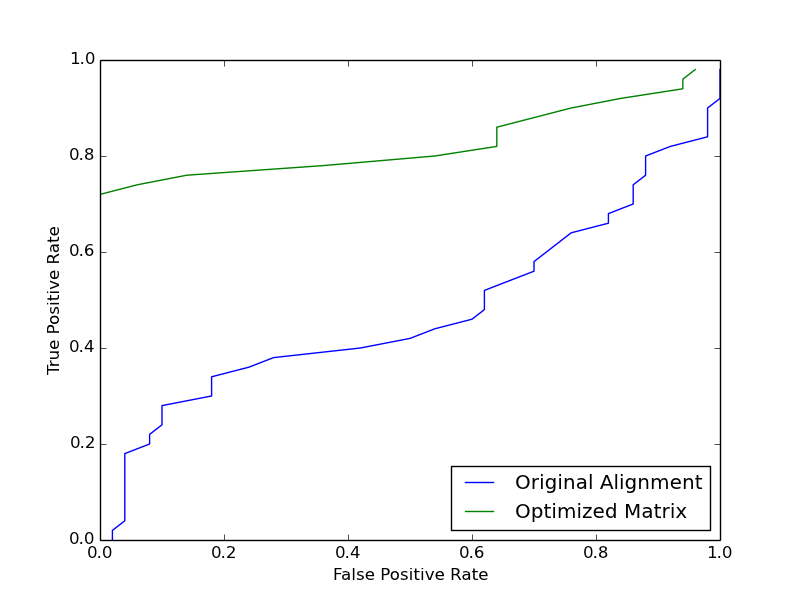 1.0
0.8
0.6
0.4
0.2
0.0
True Positive Rate
Original Alignment
Optimized Matrix
0.0 0.2 0.4 0.6 0.8 1.0
False Positive Rate